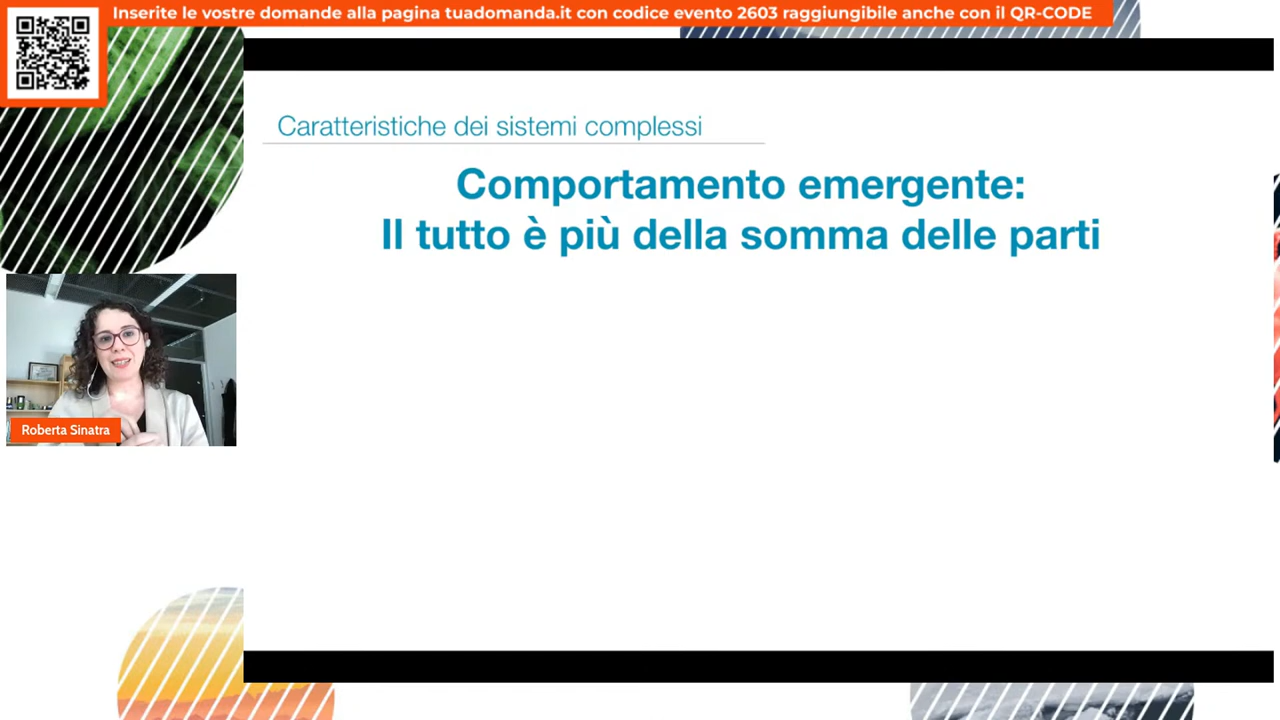 Inserite le vostre domande alla pagina tuadomanda.it con codice evento 2603 raggiungibile anche con il QR-CODE
Caratteristiche dei sistemi complessi
Comportamento emergente:
Il tutto è più della somma delle parti
Roberta Sinatra